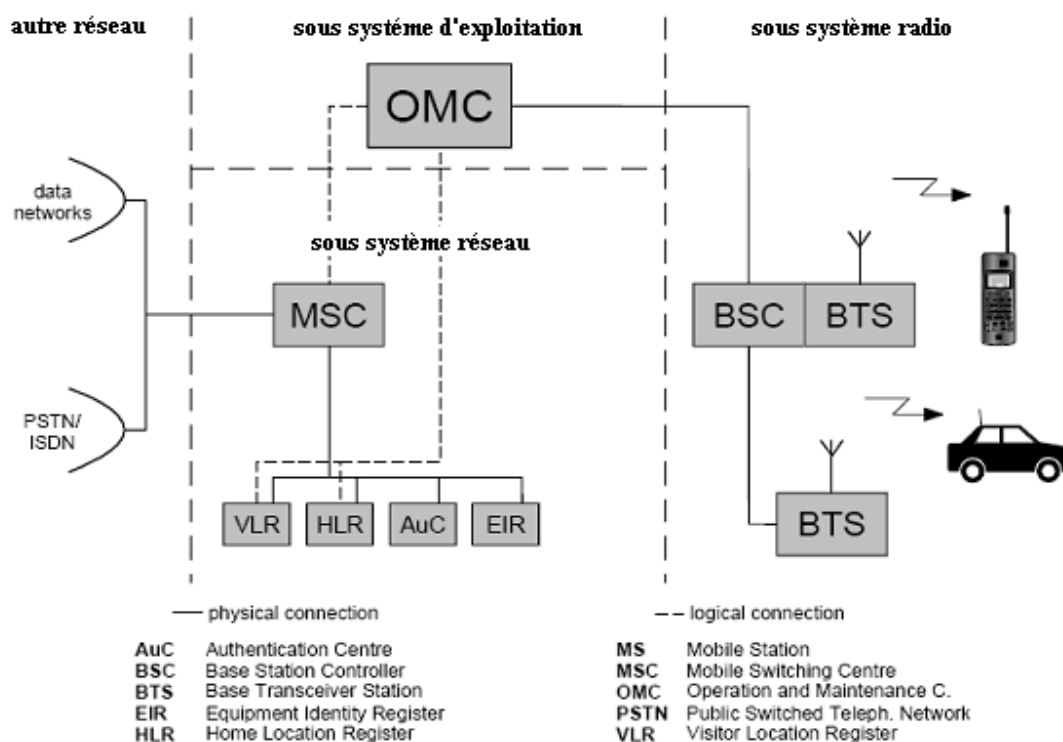 autre réseau
sous systéme d'exploitation
sous système radio
OMC
data
networks
sous système réseau
MSC
BSC
BTS
PSTN/
ISDN
VLR
HLR
AuC
EIR
BTS
physical connection
logical connection
AuC Authentication Centre
BSC Base Station Controller
BTS Base Transceiver Station
EIR Equipment Identity Register
HLR Home Location Register
MS Mobile Station
MSC Mobile Switching Centre
OMC Operation and Maintenance C.
PSTN Public Switched Teleph. Network
VLR Visitor Location Register